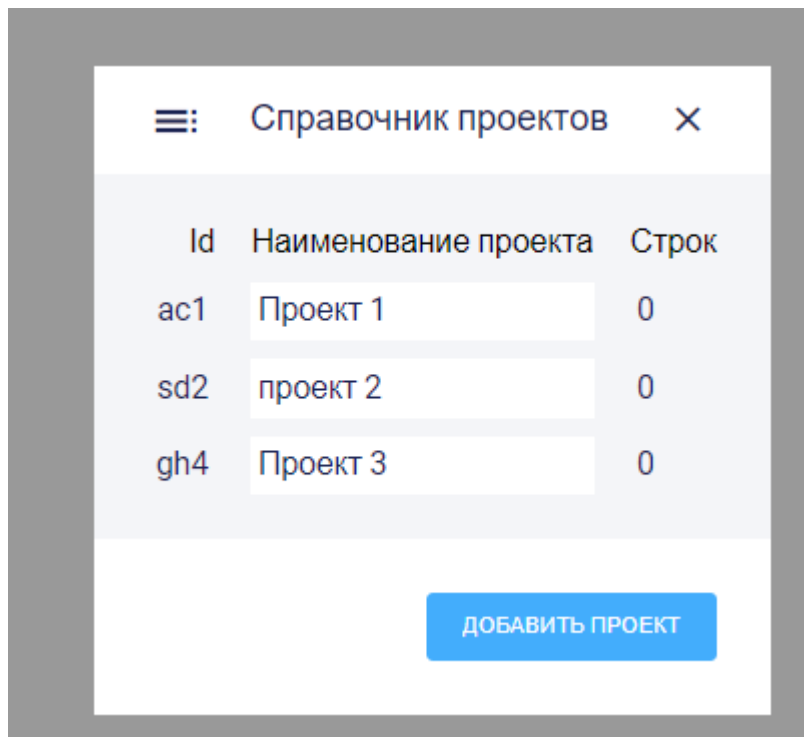 Справочник проектов
Id Наименование проекта Строк
ac1 Проект 1 0
sd2 проект 2 0
gh4 Проект 3 0
ДОБАВИТЬ ПРОЕКТ